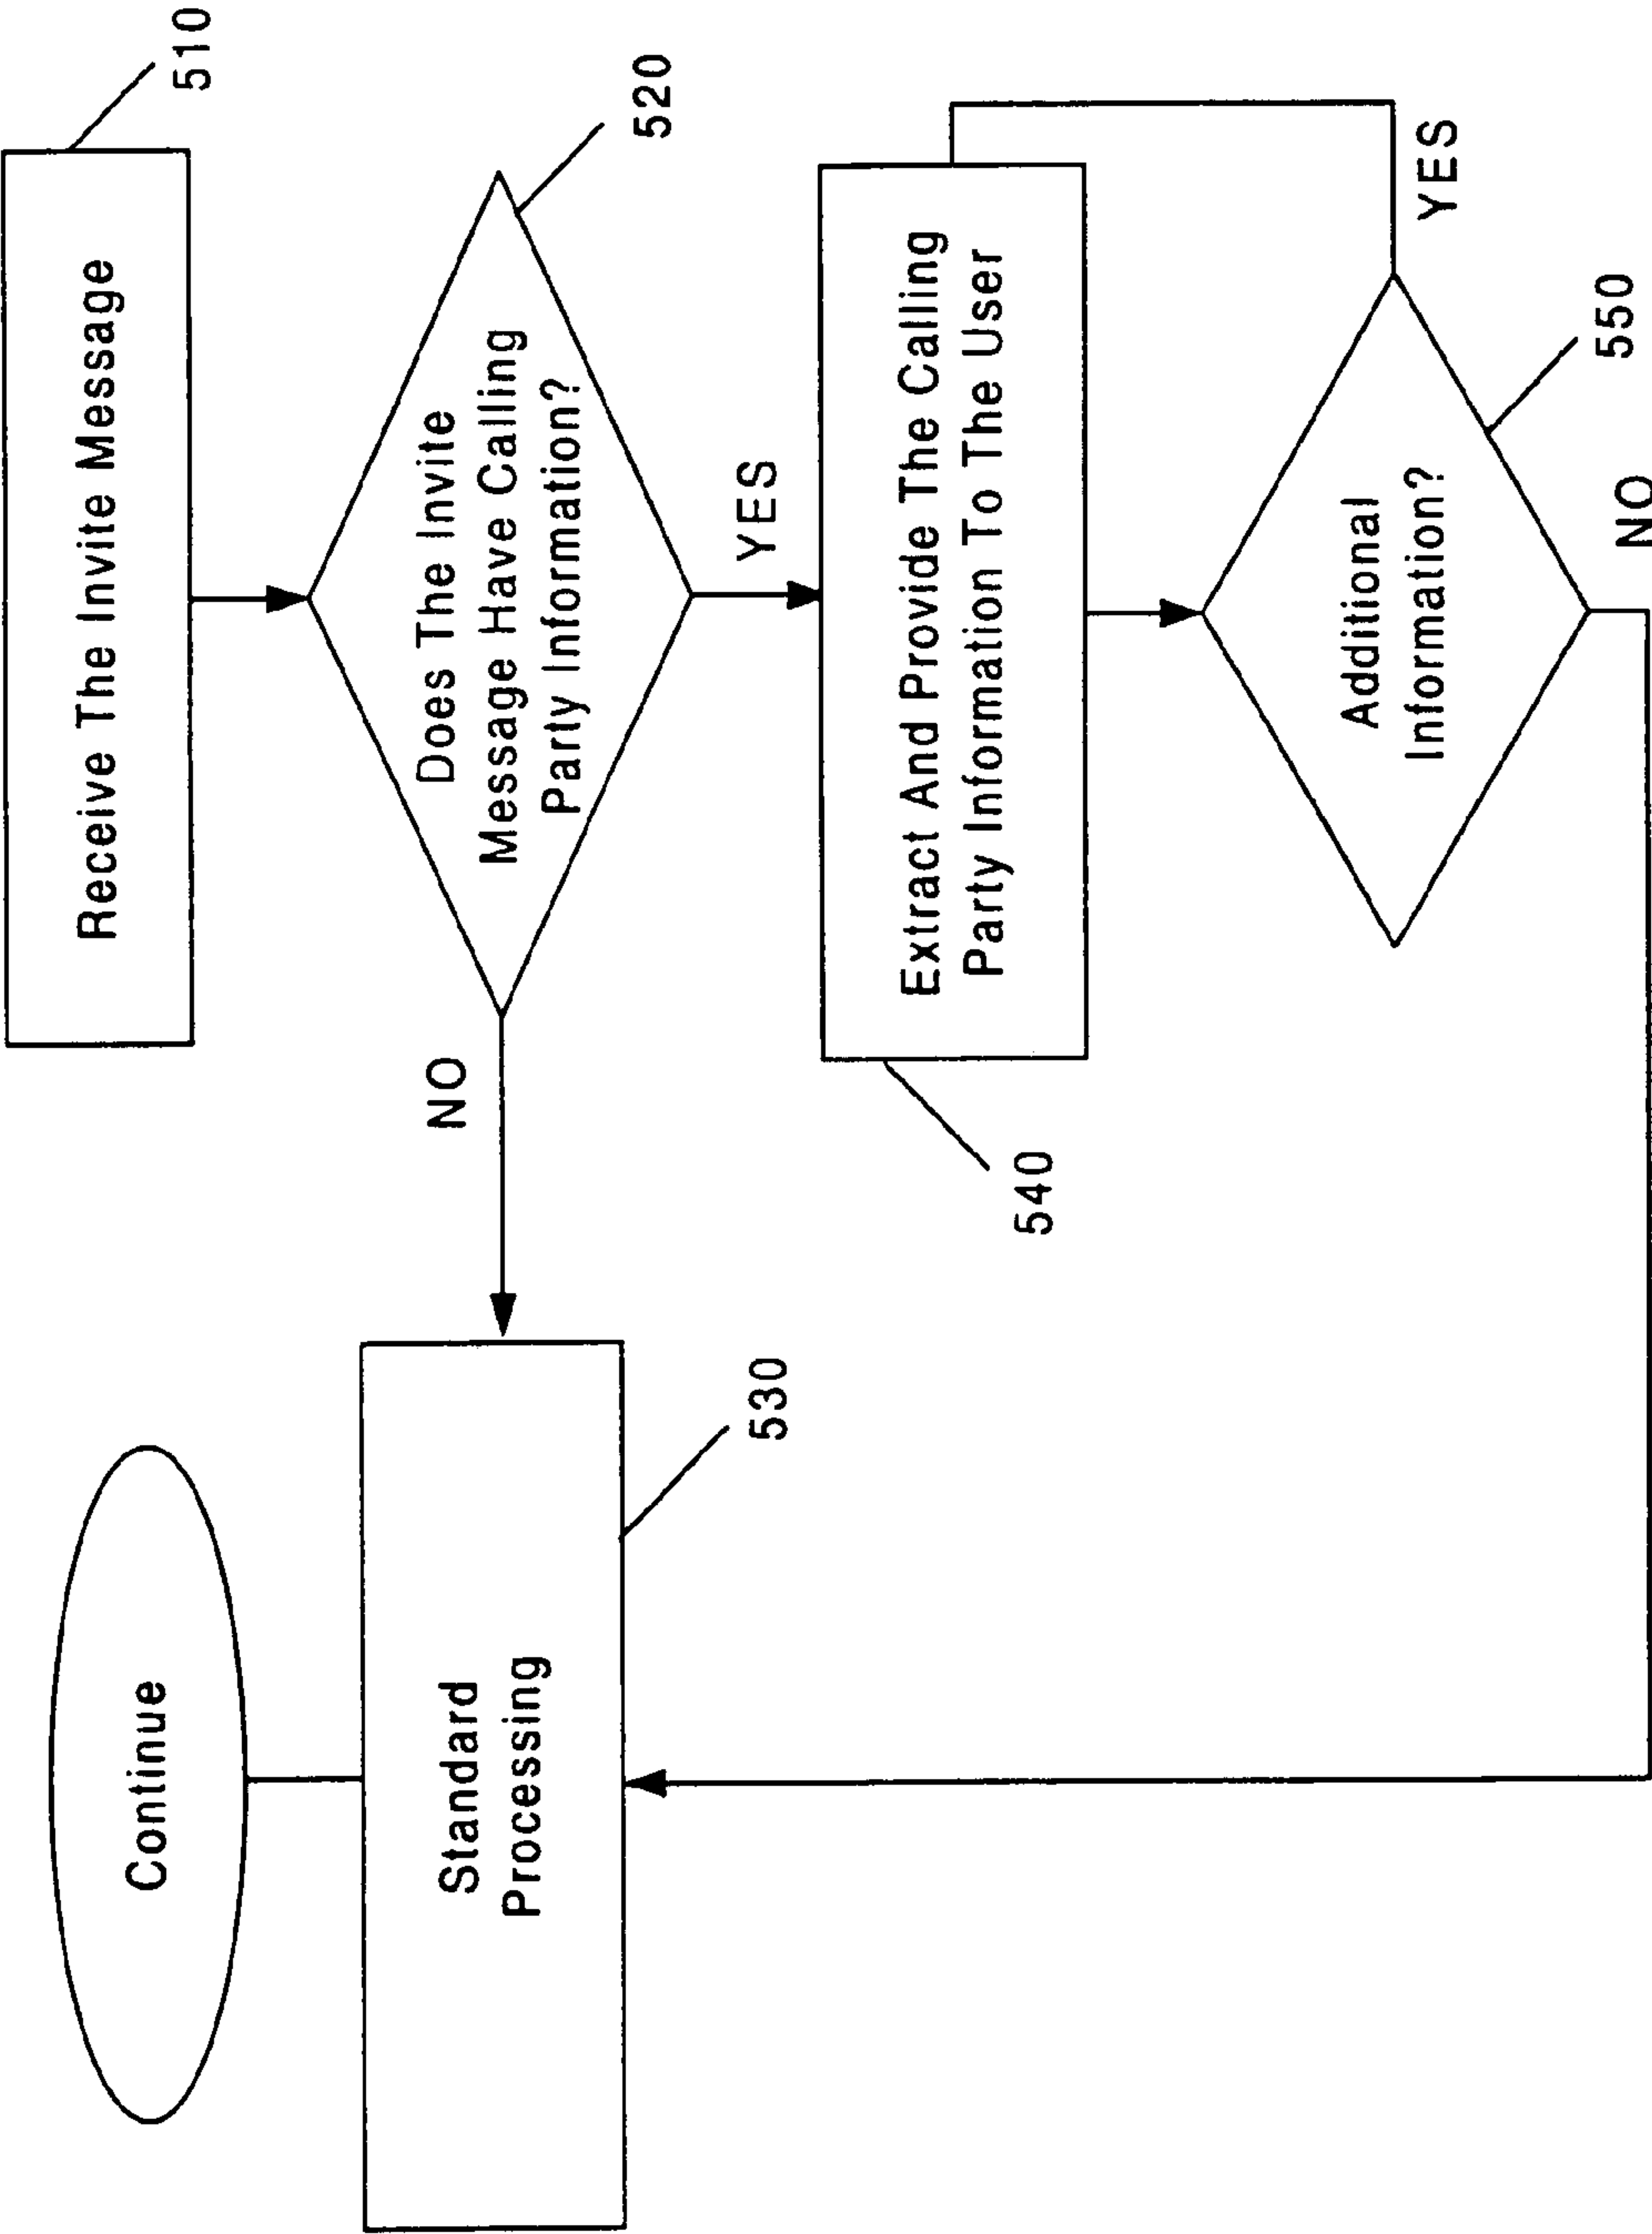 Receive The Invite Message
510
Does The Invite
Message Have Calling
Party Information?
520
NO
YES
Continue
Standard
Processing
530
Extract And Provide The Calling
Party Information To The User
540
YES
Additional
Information?
550
NO